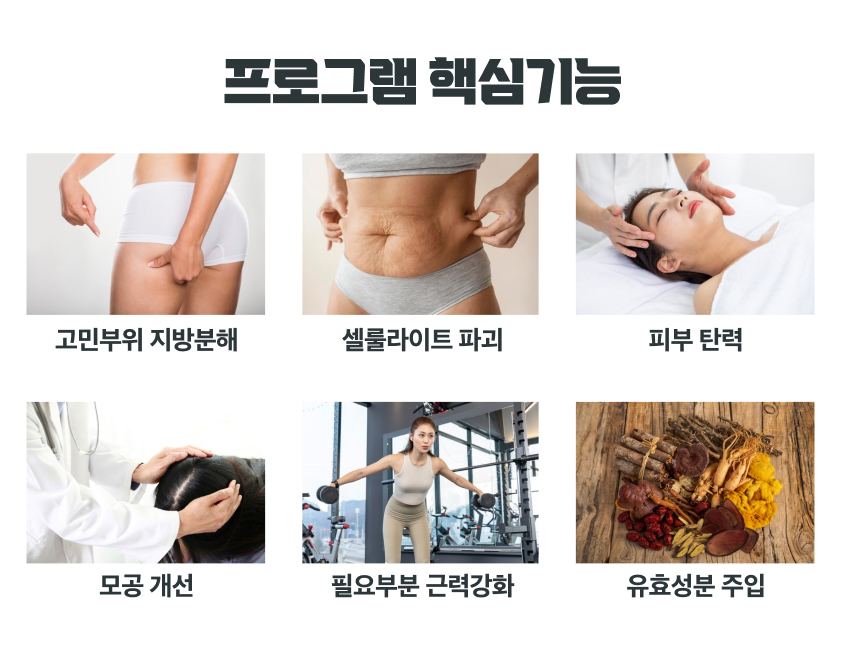 프로그램 핵심기능
고민부위 지방분해
셀룰라이트 파괴
피부 탄력
모공 개선
필요부분 근력강화
유효성분 주입